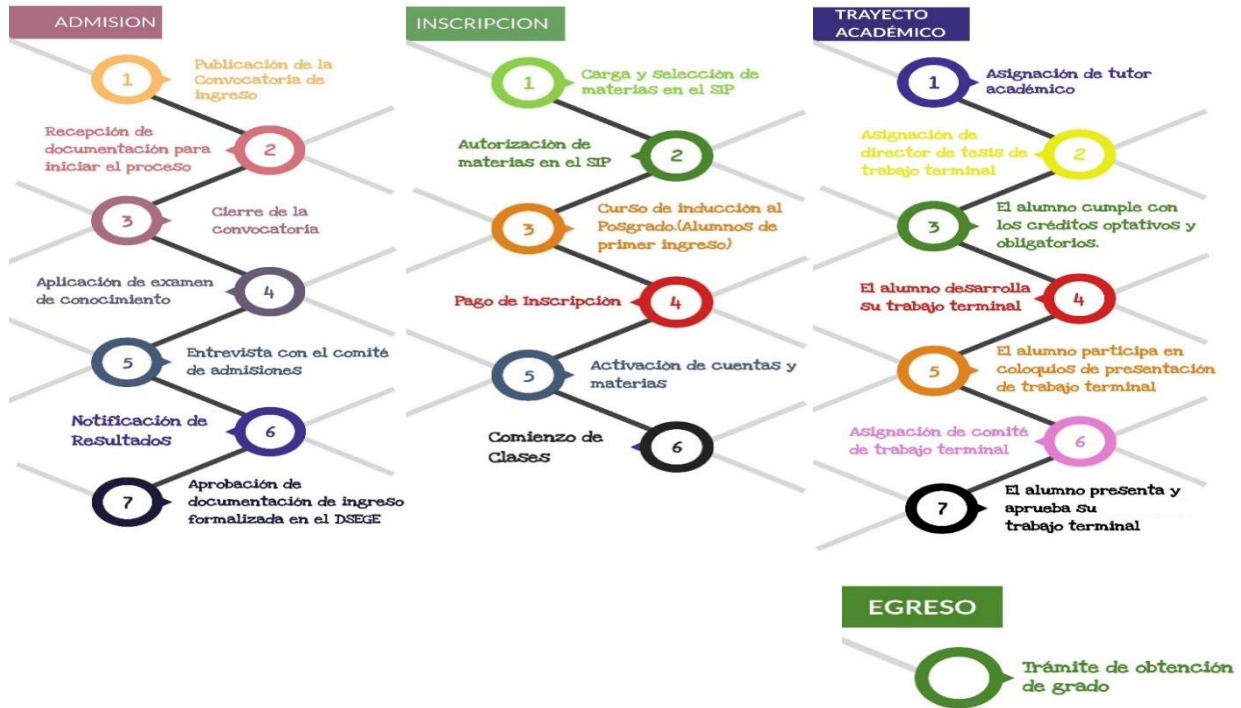 ADMISION
1
Publicación de la
Convocatoria de
ingreso
Recepción de
documentación para
iniciar el proceso
2
3
Cierre de la
convocatoria
Aplicación de examen
de conocimiento
4
5
Entrevista con el comité
de admisiones
Notificación de
Resultados
6
7
Aprobación de
documentación de ingreso
formalizada en el DSEGE
INSCRIPCION
1
Carga y selección de
materias en el SIP
Autorización de
materias en el SIP
2
3
Curso de inducción al
Posgrado.(Alumnos de
primer ingreso)
Pago de Inscripción
4
5
Activación de cuentas y
materias
Comienzo de
Clases
6
TRAYECTO
ACADÉMICO
1
Asignación de tutor
académico
Asignación de
director de tesis de
trabajo terminal
2
3
El alumno cumple con
los créditos optativos y
obligatorios.
El alumno desarrolla
su trabajo terminal
4
5
El alumno participa en
coloquios de presentación
de trabajo terminal
Asignación de comité
de trabajo terminal
6
7
El alumno presenta y
aprueba su
trabajo terminal
EGRESO
Trámite de obtención
de grado